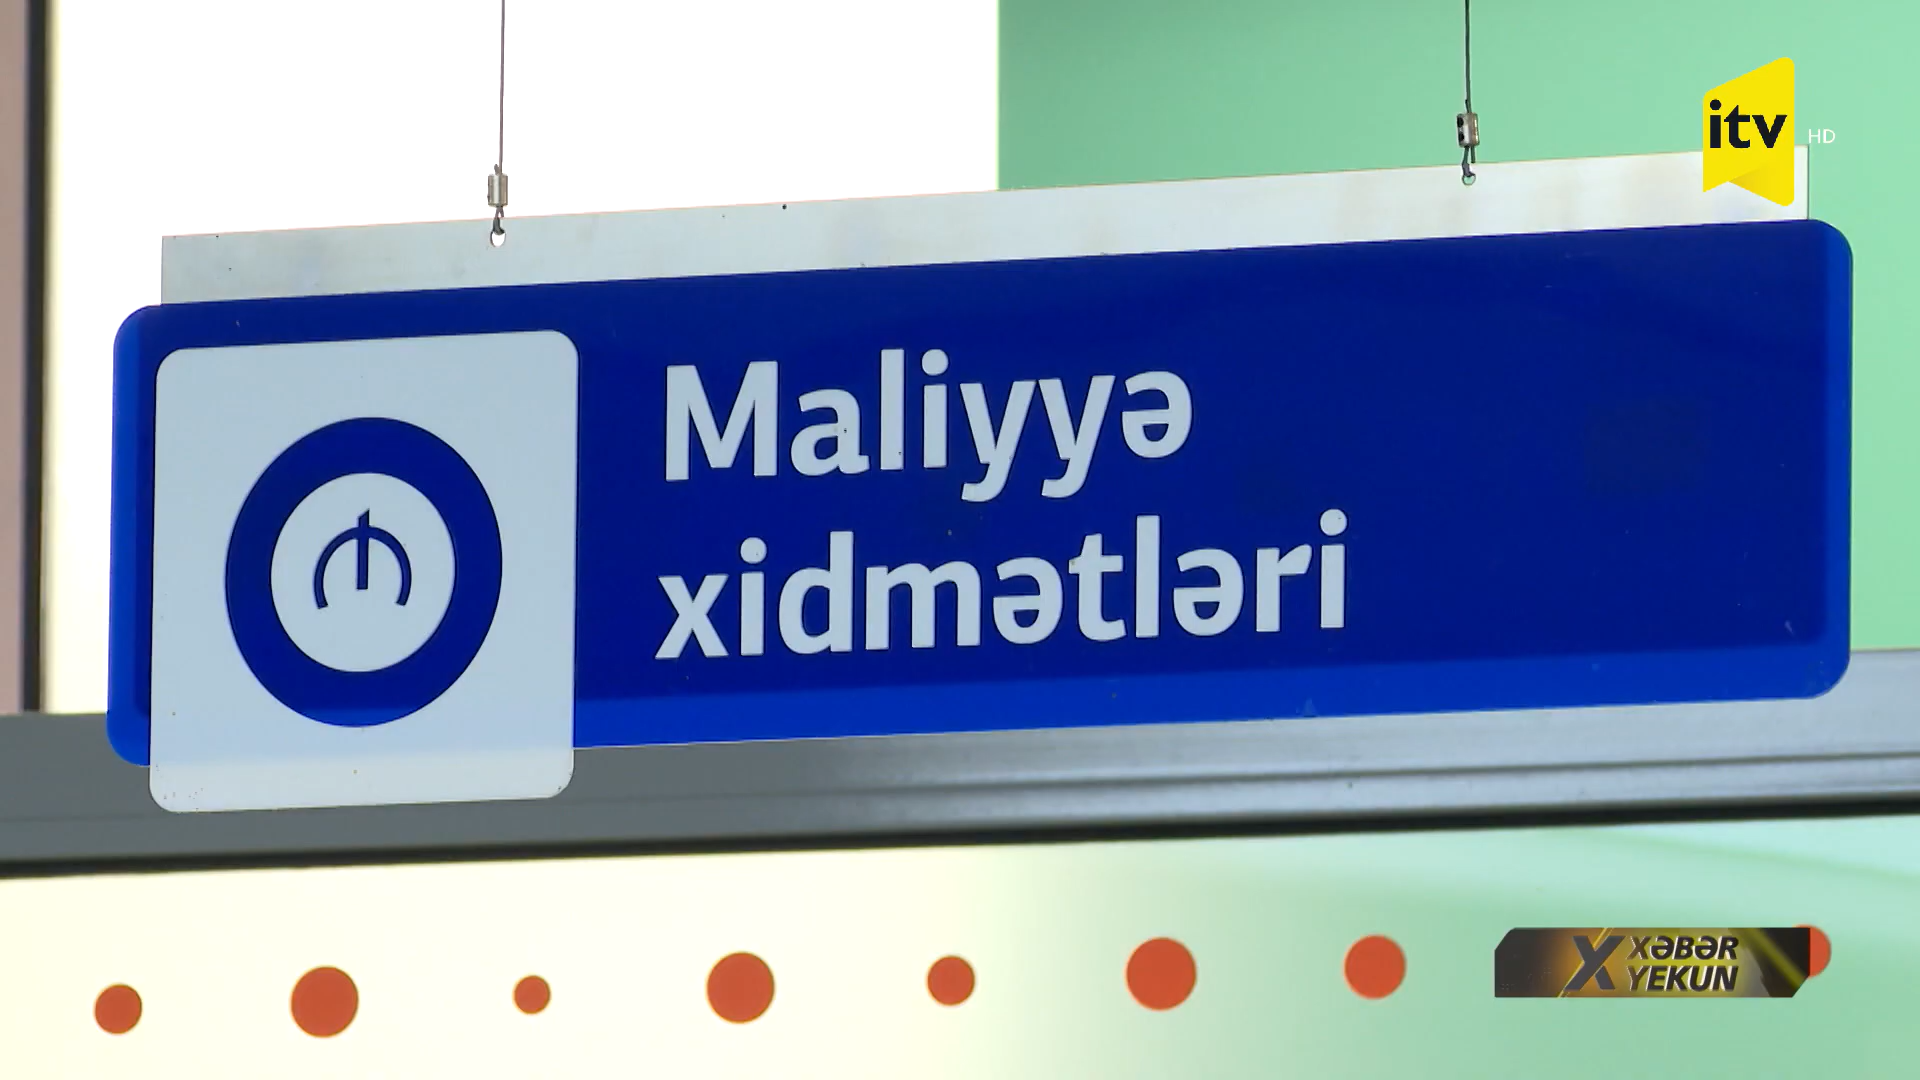 itv HD
₼
Maliyyə
xidmətləri
X XƏBƏR
YEKUN